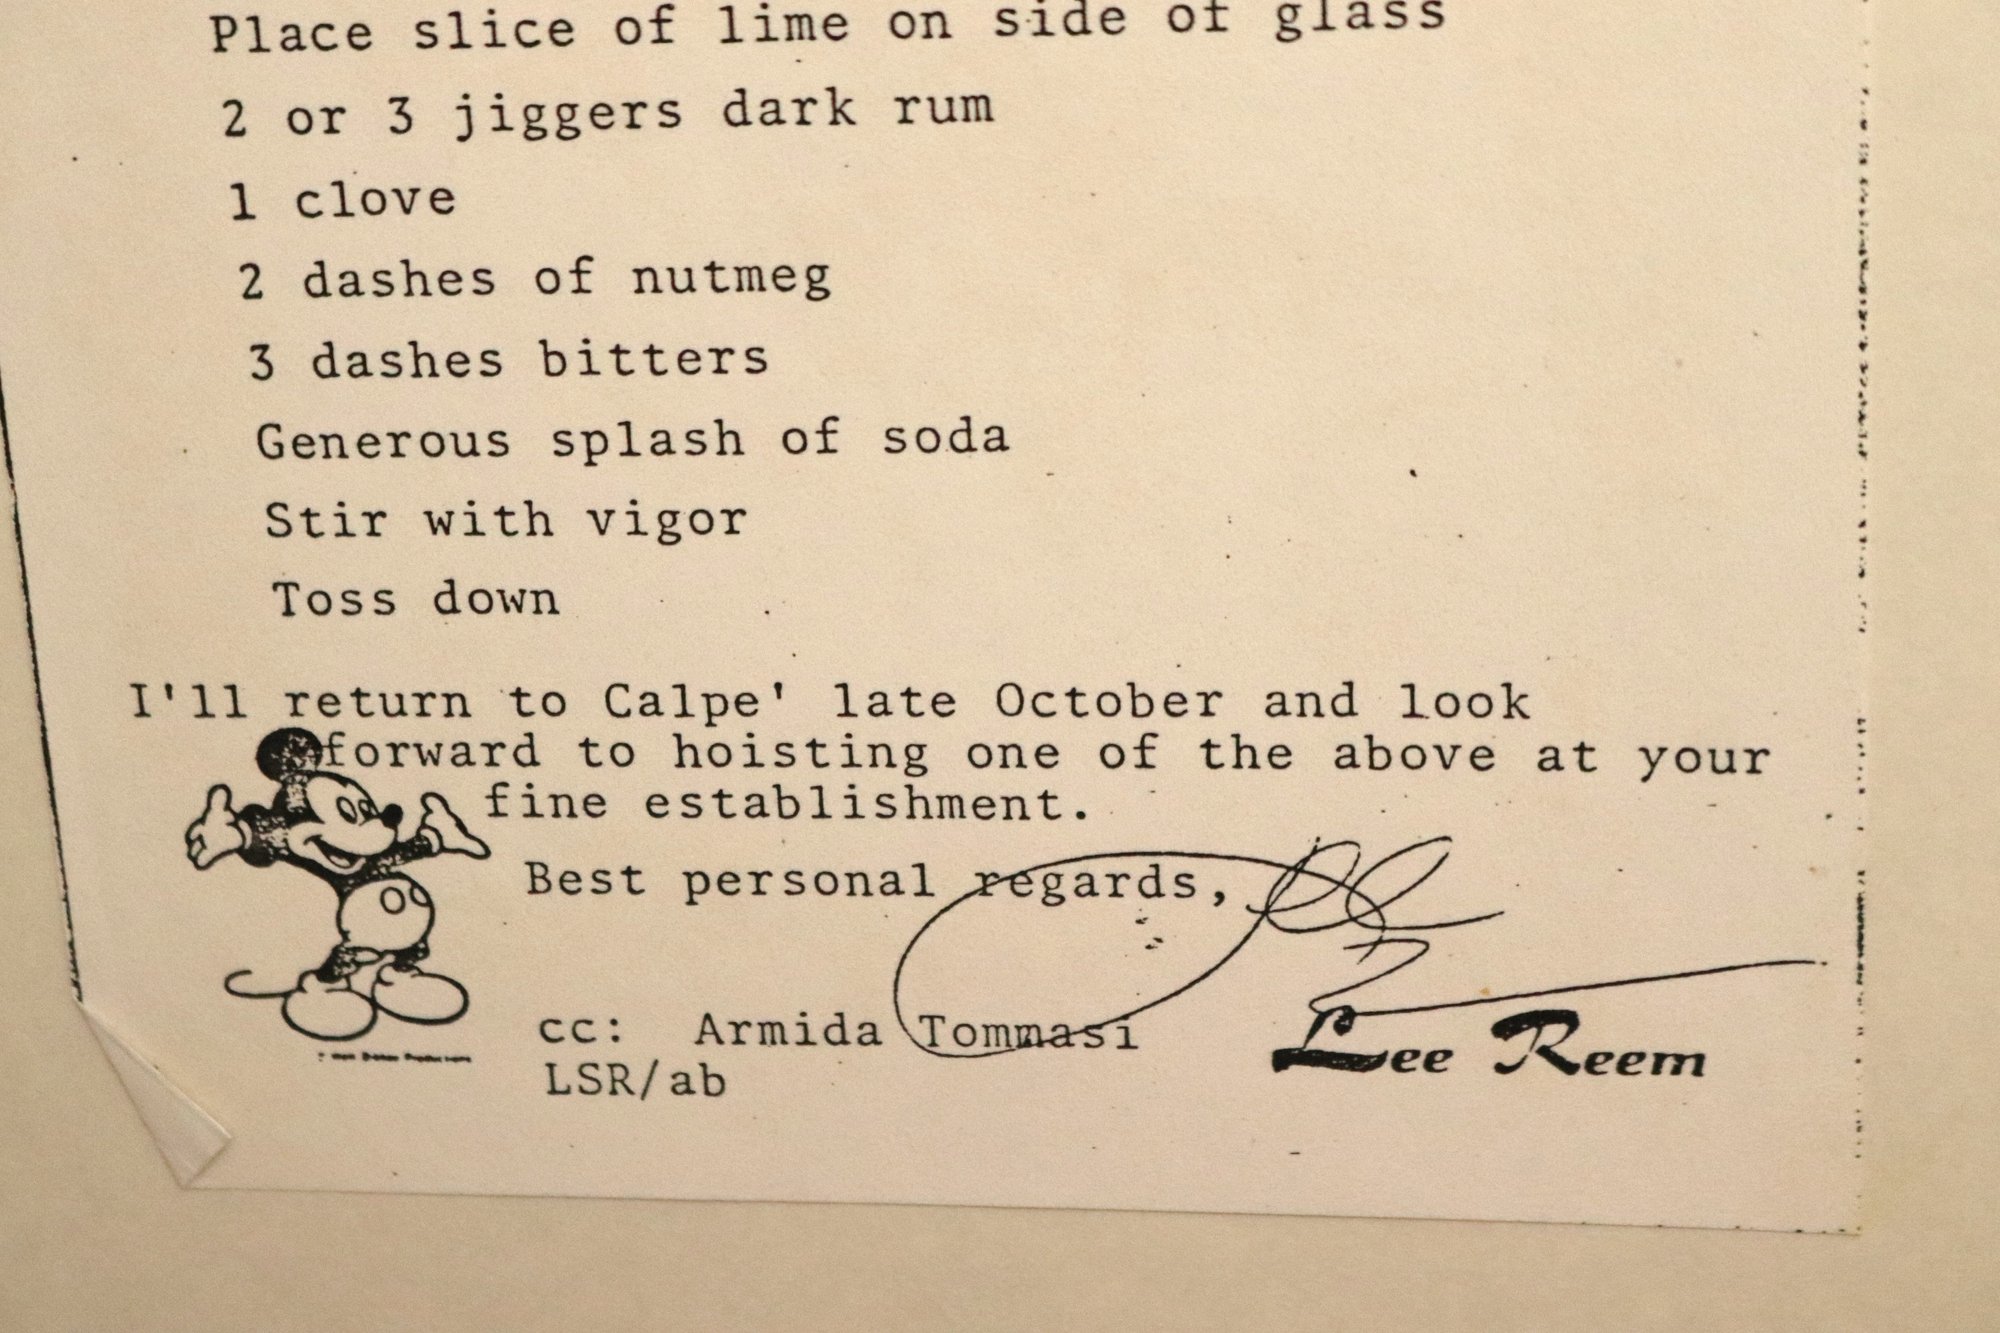 Place slice of lime on side of glass
2 or 3 jiggers dark rum
1 clove
2 dashes of nutmeg
3 dashes bitters
Generous splash of soda
Stir with vigor
Toss down
I'll return to Calpe' late October and look
forward to hoisting one of the above at your
fine establishment.
Best personal regards,
cc: Armida Tommasi
LSR/ab
Lee Reem